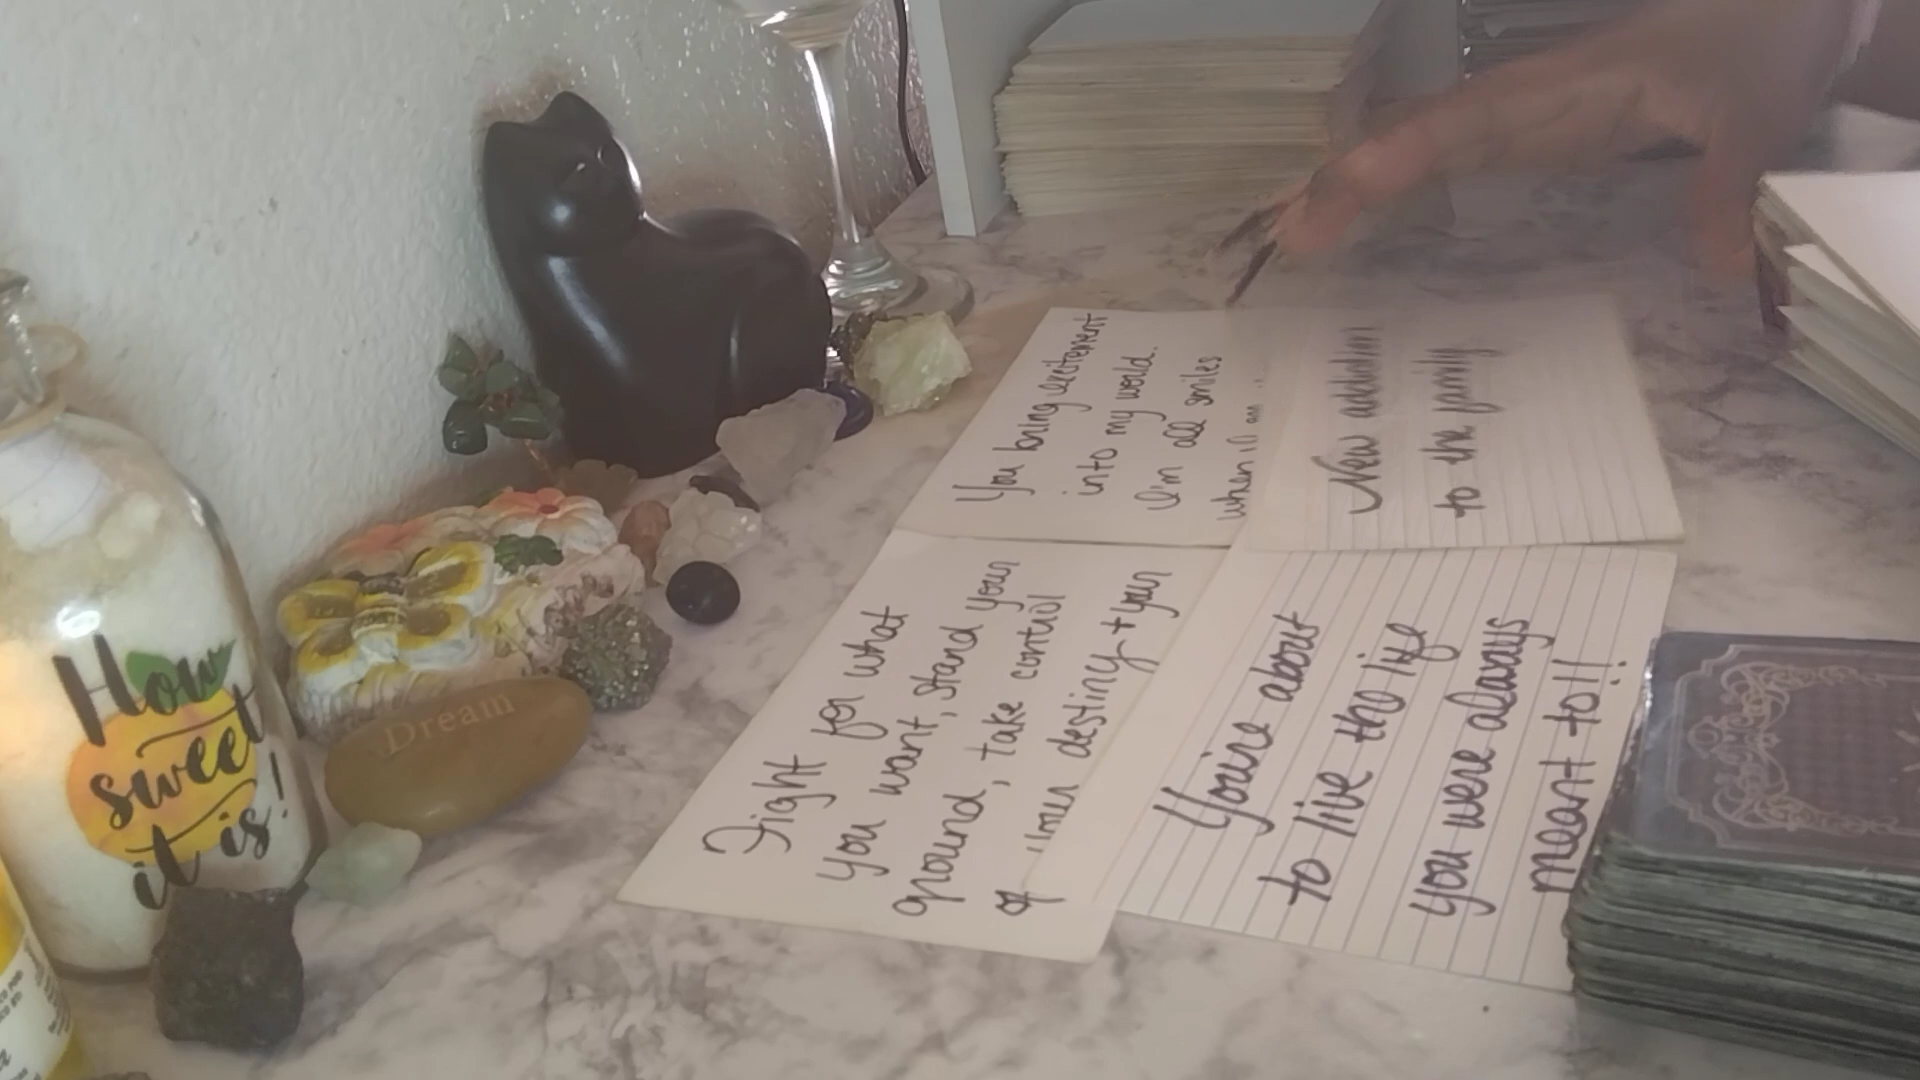 You bring excitement
into my world.
I'm all smiles
when
New addition
to the family
Fight for what
you want, stand your
ground, take control
of your destiny + your
You're about
to live the life
you were always
meant to!!
Dream
How
sweet
it is!